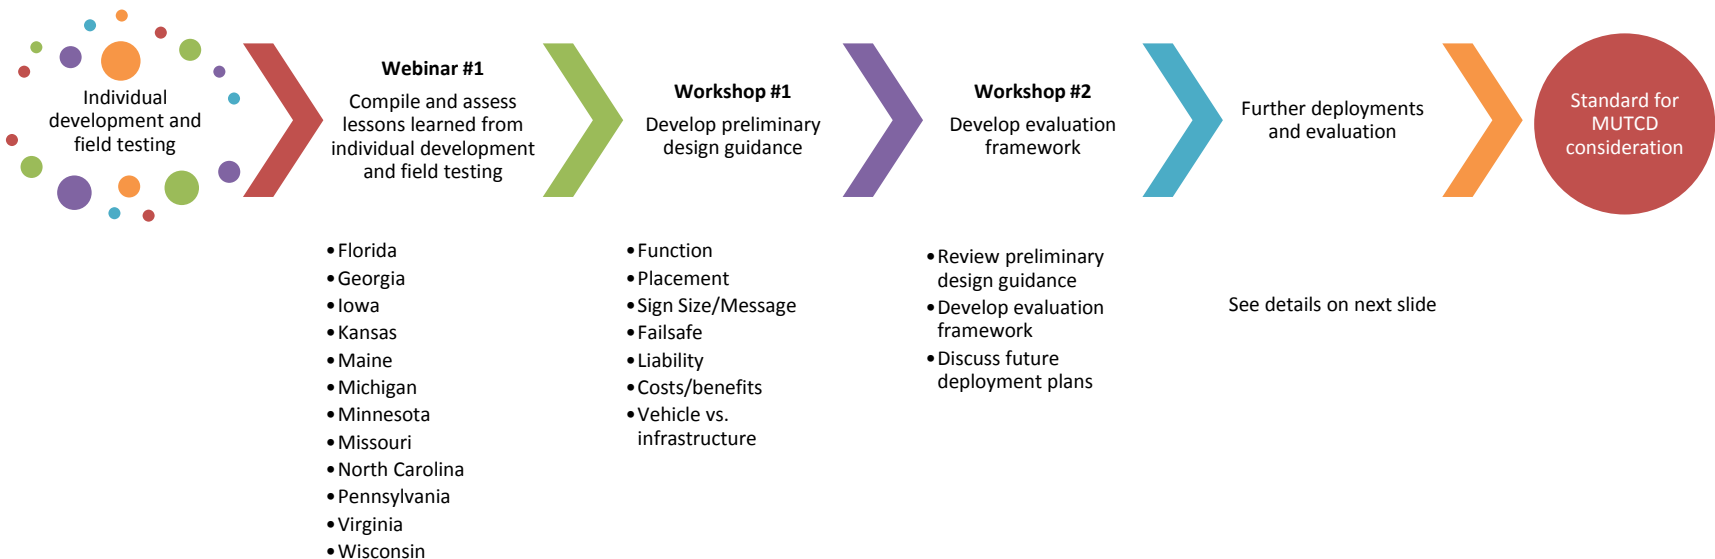 Individual
development and
field testing
Webinar #1
Compile and assess
lessons learned from
individual development
and field testing
Workshop #1
Develop preliminary
design guidance
Workshop #2
Develop evaluation
framework
Further deployments
and evaluation
Standard for
MUTCD
consideration
•Florida
•Georgia
•Iowa
•Kansas
•Maine
•Michigan
•Minnesota
•Missouri
•North Carolina
•Pennsylvania
•Virginia
•Wisconsin
•Function
•Placement
•Sign Size/Message
•Failsafe
•Liability
•Costs/benefits
•Vehicle vs.
infrastructure
•Review preliminary
design guidance
•Develop evaluation
framework
•Discuss future
deployment plans
See details on next slide